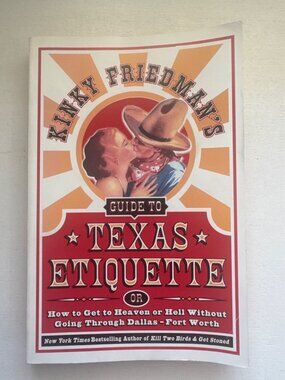 KINKY FRIEDMAN'S
GUIDE TO
TEXAS
ETIQUETTE
OR
How to Get to Heaven or Hell Without
Going Through Dallas - Fort Worth
New York Times Bestselling Author of Kill Two Birds & Get Stoned